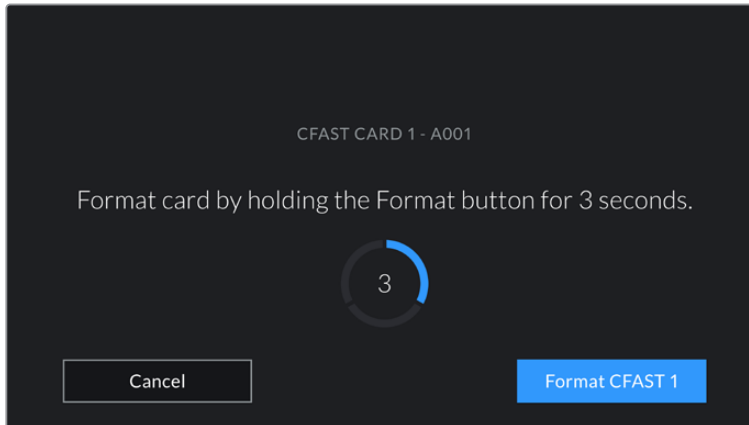 CFAST CARD 1 - A001
Format card by holding the Format button for 3 seconds.
3
Cancel
Format CFAST 1